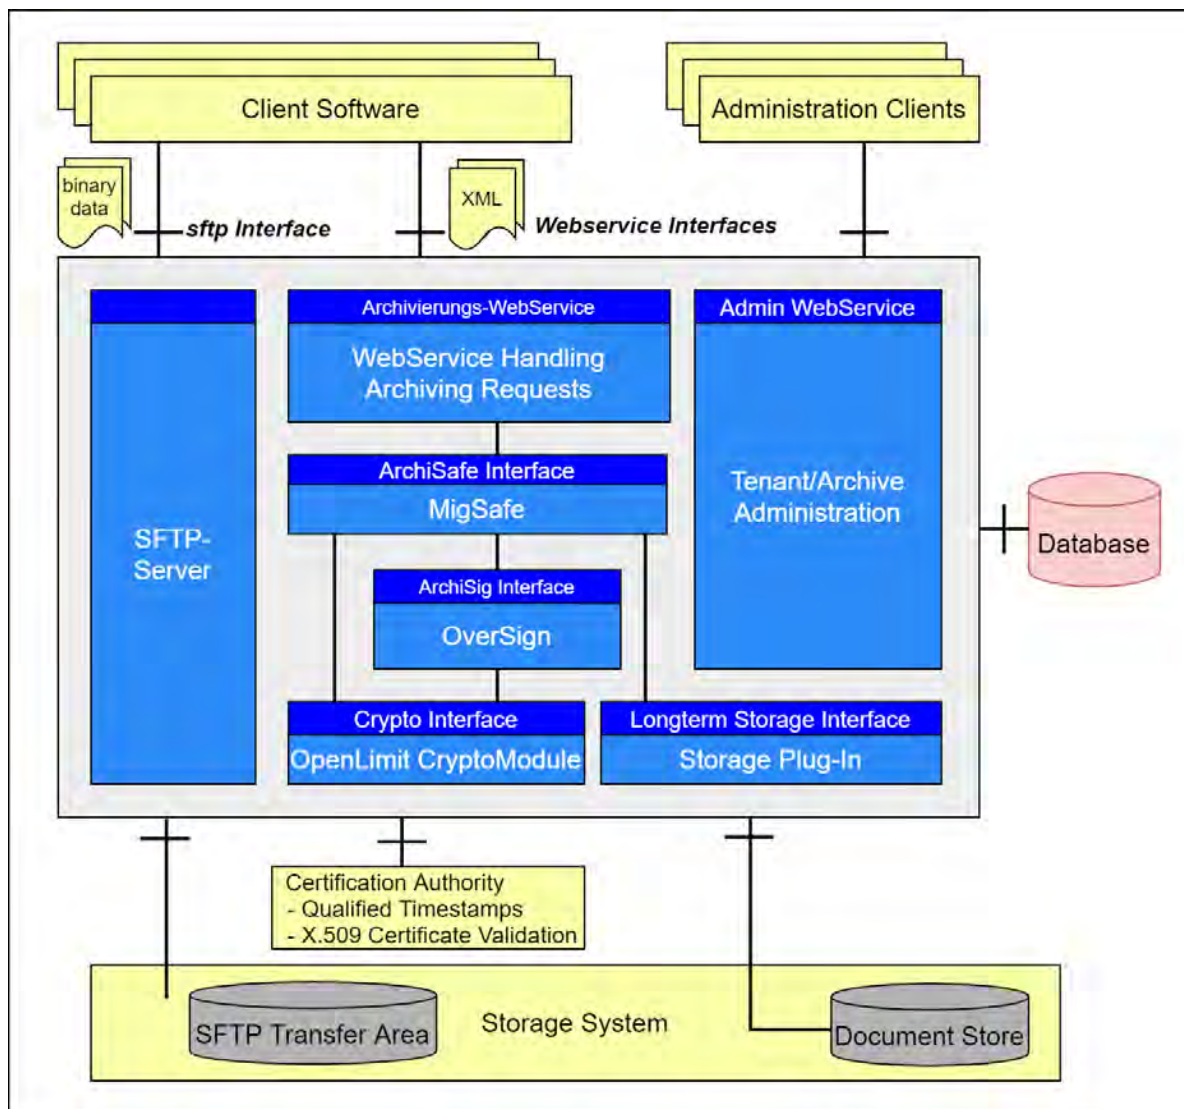 Client Software
Administration Clients
binary
data
XML
sftp Interface
Webservice Interfaces
Archivierungs-WebService
WebService Handling
Archiving Requests
Admin WebService
Tenant/Archive
Administration
ArchiSafe Interface
MigSafe
SFTP-
Server
ArchiSig Interface
OverSign
Database
Crypto Interface
OpenLimit CryptoModule
Longterm Storage Interface
Storage Plug-In
Certification Authority
- Qualified Timestamps
- X.509 Certificate Validation
SFTP Transfer Area
Storage System
Document Store